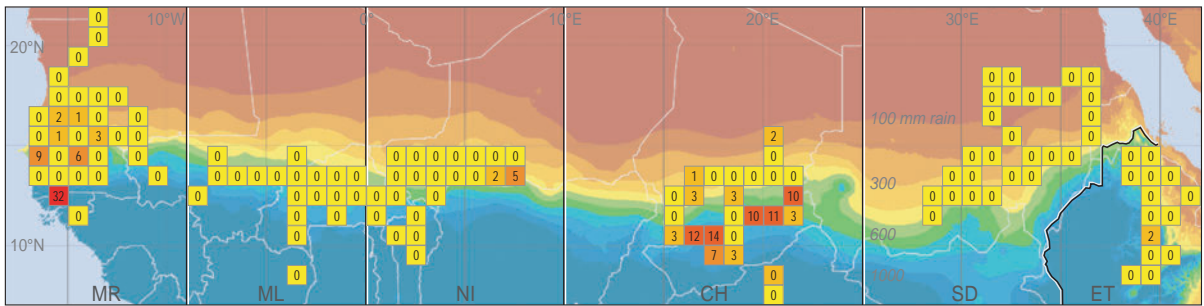 0 10°W 0° 10°E 20°E 30°E 40°E
0
20°N
0
0 0 0 0 0
0 0 0 0 0 0 0 0 0
0 2 1 0 0 100 mm rain 0 0
0 1 0 3 0 0 2 0 0
9 0 6 0 0 0 0 0 0 0 0 0 0 0 0 0 0 0 0 0 0 0
0 0 0 0 0 0 0 0 0 0 0 0 0 0 0 0 0 0 2 5 1 0 0 0 0 0 0 0 0 0
300
32 0 0 0 0 0 0 0 0 3 3 10 0 0 0 0 0 0
0 0 0 0 0 0 0 10 11 3 0 0 0
600
10°N 0 0 0 3 12 14 0 2
0 7 3 0 0
0 0 0 0
1000
0
MR ML NI CH SD ET